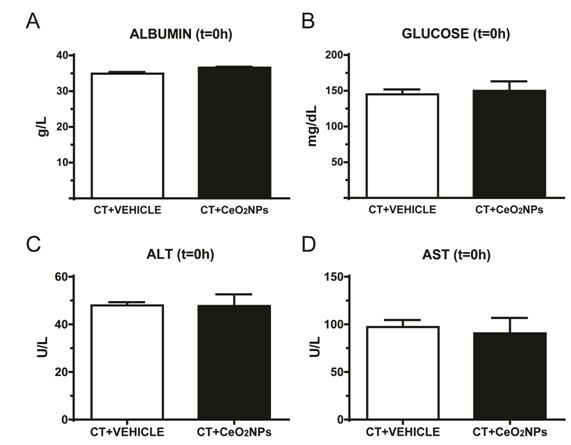 A
ALBUMIN (t=0h)
g/L
40
30
20
10
CT+VEHICLE
CT+CeO2NPs
B
GLUCOSE (t=0h)
mg/dL
200
150
100
50
CT+VEHICLE
CT+CeO2NPs
C
ALT (t=0h)
U/L
60
40
20
0
CT+VEHICLE
CT+CeO2NPs
D
AST (t=0h)
U/L
150
100
50
0
CT+VEHICLE
CT+CeO2NPs